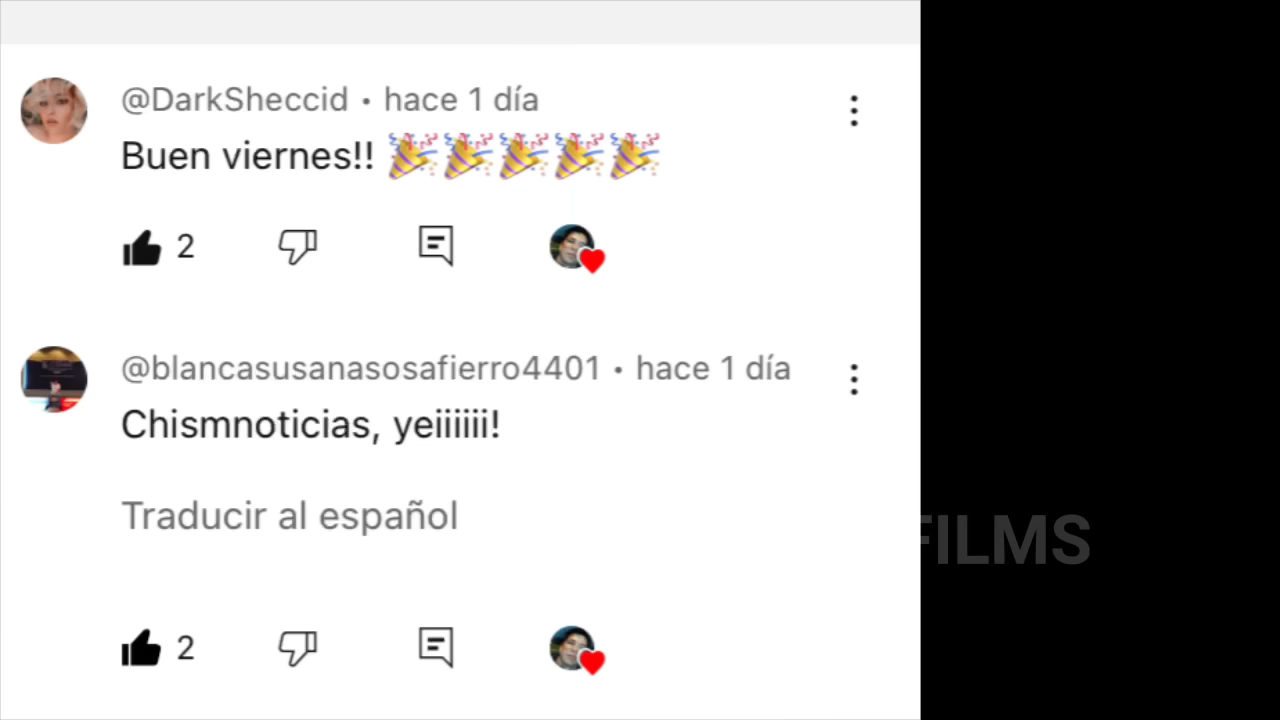 @DarkSheccid • hace 1 día
Buen viernes!! 🎉🎉🎉🎉🎉
2
@blancasusanasosafierro4401 • hace 1 día
Chismnoticias, yeiiiiii!
Traducir al español
FILMS
2